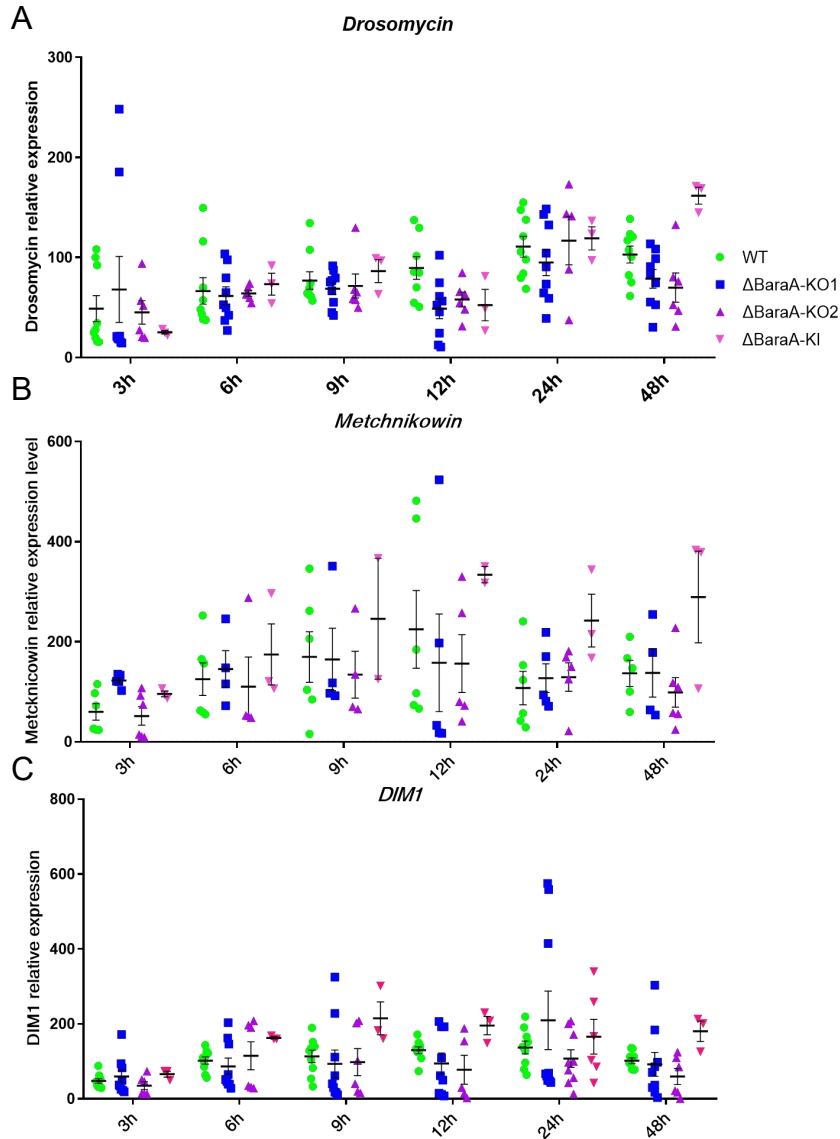 A
Drosomycin
Drosomycin relative expression
300
200
100
0
3h
6h
9h
12h
24h
48h
WT
ΔBaraA-KO1
ΔBaraA-KO2
ΔBaraA-KI
B
Metchnikowin
Metcknicowin relative expression level
600
400
200
0
3h
6h
9h
12h
24h
48h
C
DIM1
DIM1 relative expression
800
600
400
200
0
3h
6h
9h
12h
24h
48h